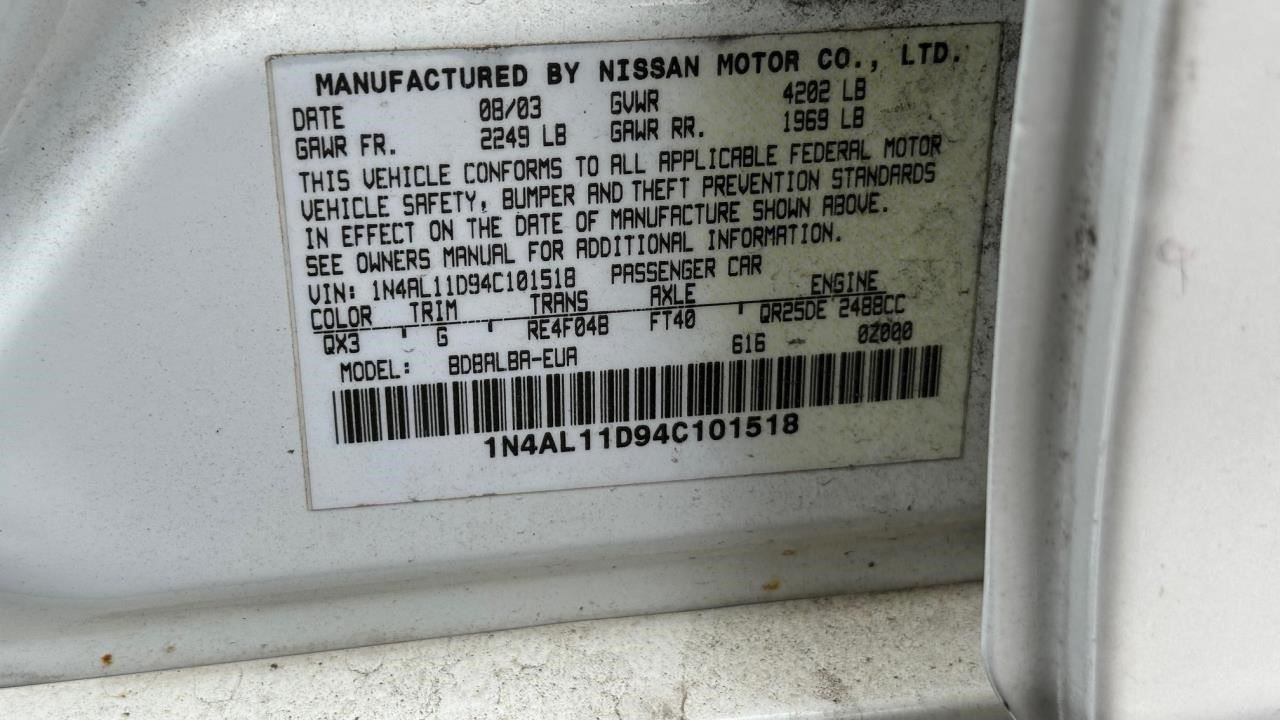 MANUFACTURED BY NISSAN MOTOR CO., LTD.
DATE 08/03 GVWR 4202 LB
GAWR FR. 2249 LB GAWR RR. 1969 LB
THIS VEHICLE CONFORMS TO ALL APPLICABLE FEDERAL MOTOR
VEHICLE SAFETY, BUMPER AND THEFT PREVENTION STANDARDS
IN EFFECT ON THE DATE OF MANUFACTURE SHOWN ABOVE.
SEE OWNERS MANUAL FOR ADDITIONAL INFORMATION.
VIN: 1N4AL11D94C101518 PASSENGER CAR
COLOR TRIM TRANS AXLE ENGINE
QX3 G RE4F04B FT40 QR25DE 2488CC
MODEL: BDBALBA-EUA 616 - 0Z000
1N4AL11D94C101518